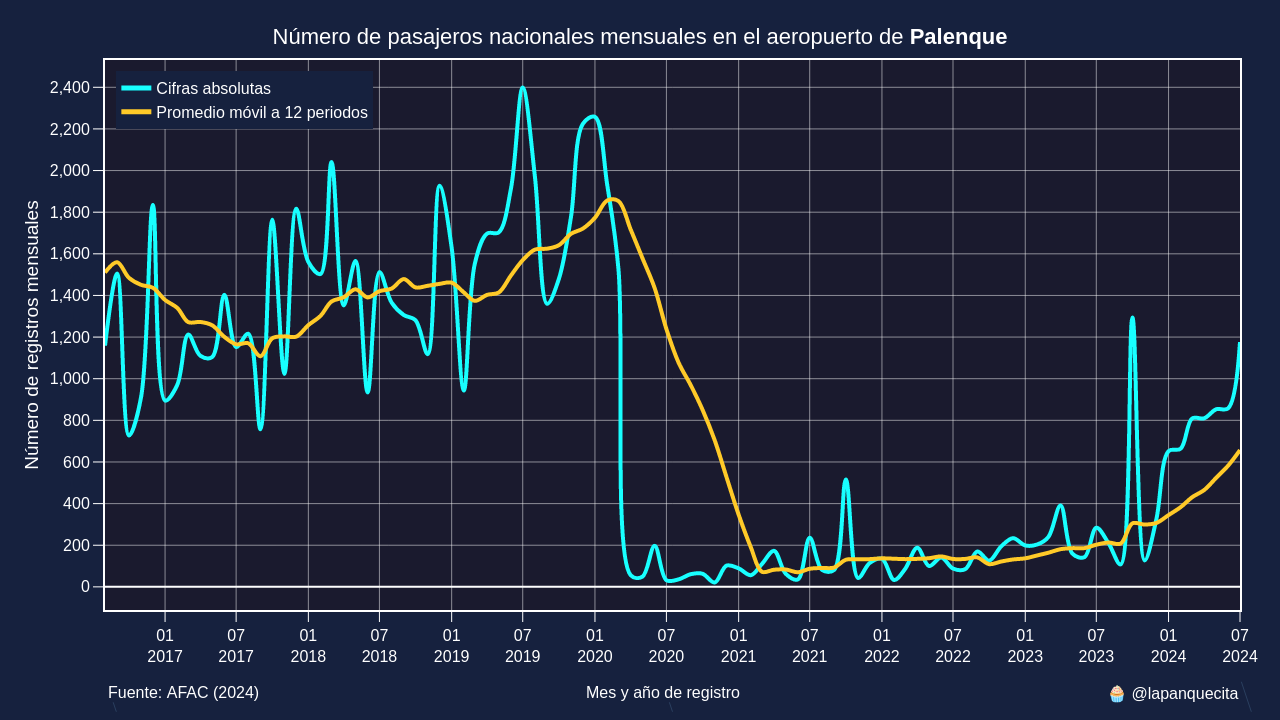 Número de pasajeros nacionales mensuales en el aeropuerto de Palenque
Cifras absolutas
Promedio móvil a 12 periodos
Número de registros mensuales
2,400
2,200
2,000
1,800
1,600
1,400
1,200
1,000
800
600
400
200
0
01 07 01 07 01 07 01 07 01 07 01 07 01 07 01 07
2017 2017 2018 2018 2019 2019 2020 2020 2021 2021 2022 2022 2023 2023 2024 2024
Fuente: AFAC (2024) Mes y año de registro 🧁 @lapanquecita